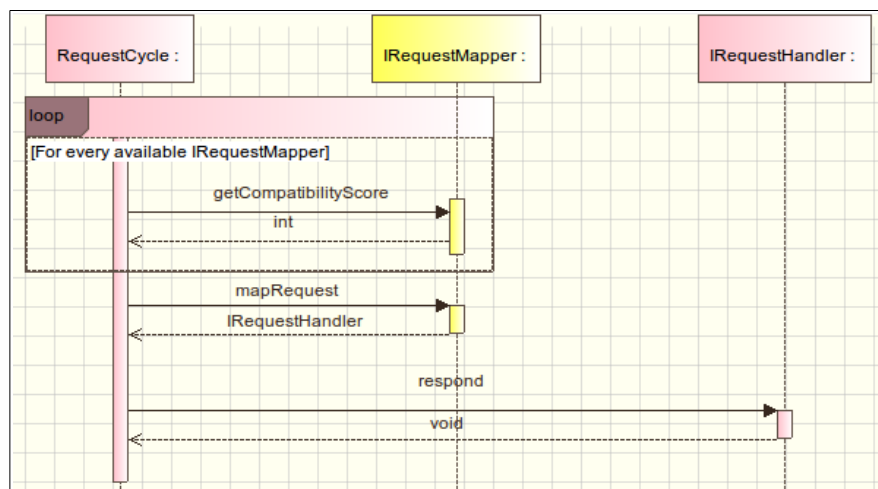 RequestCycle :
IRequestMapper :
IRequestHandler :
loop
[For every available IRequestMapper]
getCompatibilityScore
int
mapRequest
IRequestHandler
respond
void